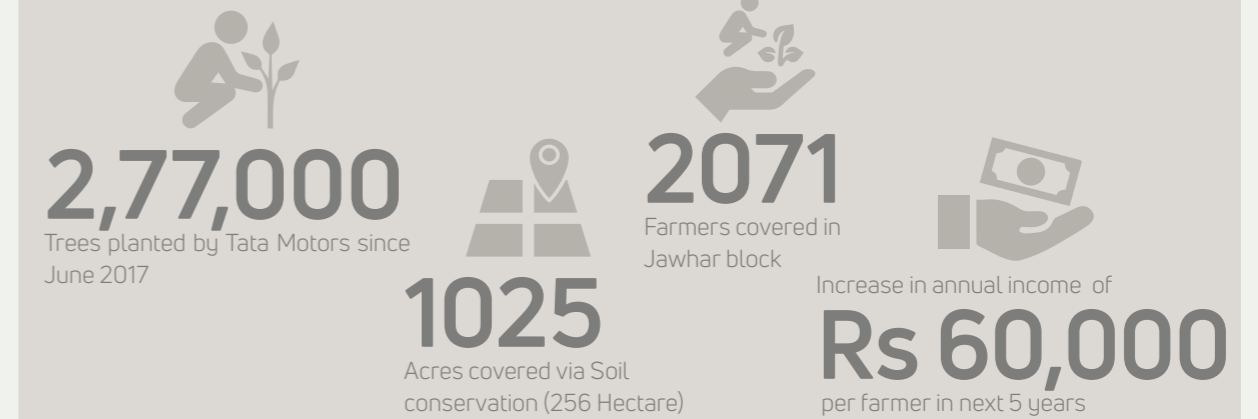 2,77,000
Trees planted by Tata Motors since
June 2017
1025
Acres covered via Soil
conservation (256 Hectare)
2071
Farmers covered in
Jawhar block
Increase in annual income of
Rs 60,000
per farmer in next 5 years